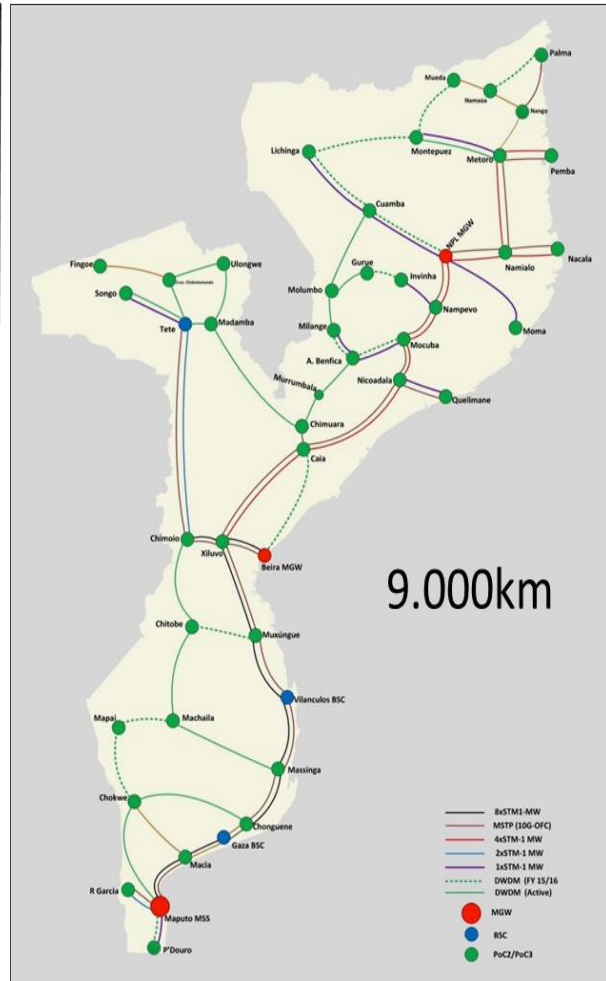 Palma
Mueda
Namoia
Nango
Montepuez
Lichinga
Metoro
Pemba
Cuamba
NPL MGW
Fingoe
Ulongwe
Gurue
Invinha
Namialo
Nacala
Songo
Molumbo
Nampevo
Tete
Madamba
Milange
Moma
Mocuba
A. Benfica
Nicoadala
Murrumbala
Quelimane
Chimuara
Caia
Chimoio
Xiluvo
Beira MGW
9.000km
Chitobe
Muxúngue
Vilanculos BSC
Mapai
Machaila
Massinga
Chokwe
Chonguene
Gaza BSC
Macia
R Garcia
Maputo MSS
P'Douro
8xSTM1-MW
MSTP (10G-OFC)
4xSTM-1 MW
2xSTM-1 MW
1xSTM-1 MW
DWDM (FY 15/16
DWDM (Active)
MGW
BSC
PoC2/PoC3